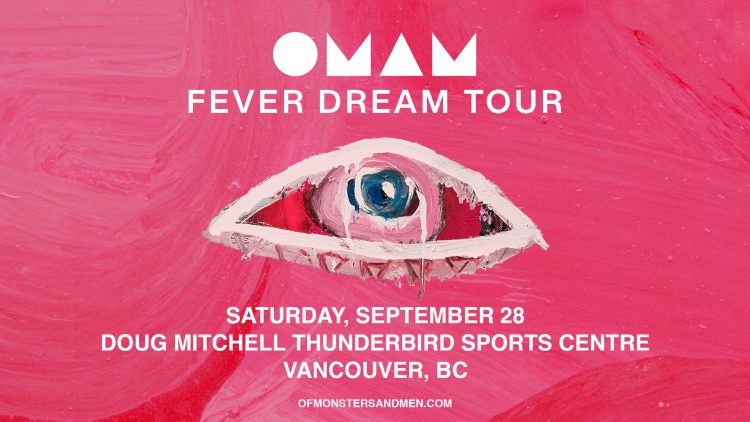 OMAM
FEVER DREAM TOUR
SATURDAY, SEPTEMBER 28
DOUG MITCHELL THUNDERBIRD SPORTS CENTRE
VANCOUVER, BC
OFMONSTERSANDMEN.COM